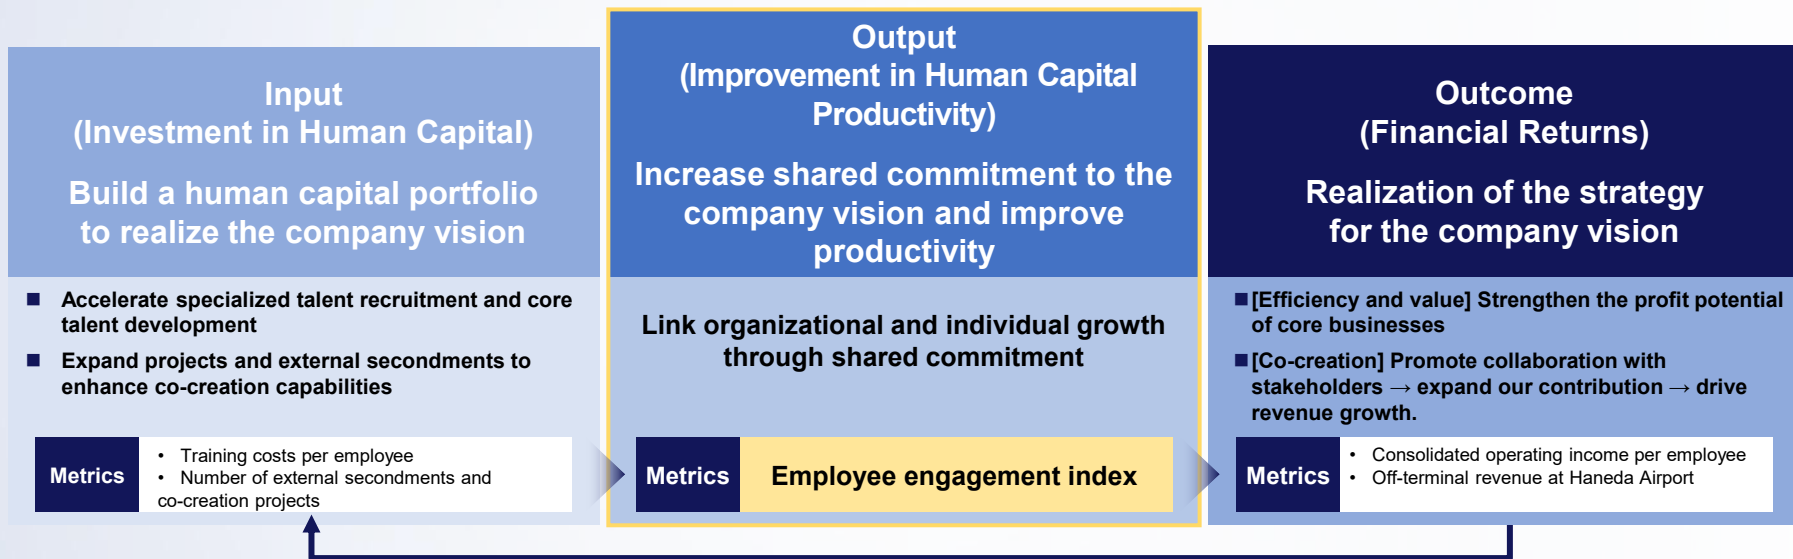 Input
(Investment in Human Capital)
Build a human capital portfolio
to realize the company vision
■ Accelerate specialized talent recruitment and core
talent development
■ Expand projects and external secondments to
enhance co-creation capabilities
Metrics
• Training costs per employee
• Number of external secondments and
co-creation projects
Output
(Improvement in Human Capital
Productivity)
Increase shared commitment to the
company vision and improve
productivity
Link organizational and individual growth
through shared commitment
Metrics
Employee engagement index
Outcome
(Financial Returns)
Realization of the strategy
for the company vision
■ [Efficiency and value] Strengthen the profit potential
of core businesses
■ [Co-creation] Promote collaboration with
stakeholders → expand our contribution → drive
revenue growth.
Metrics
• Consolidated operating income per employee
• Off-terminal revenue at Haneda Airport